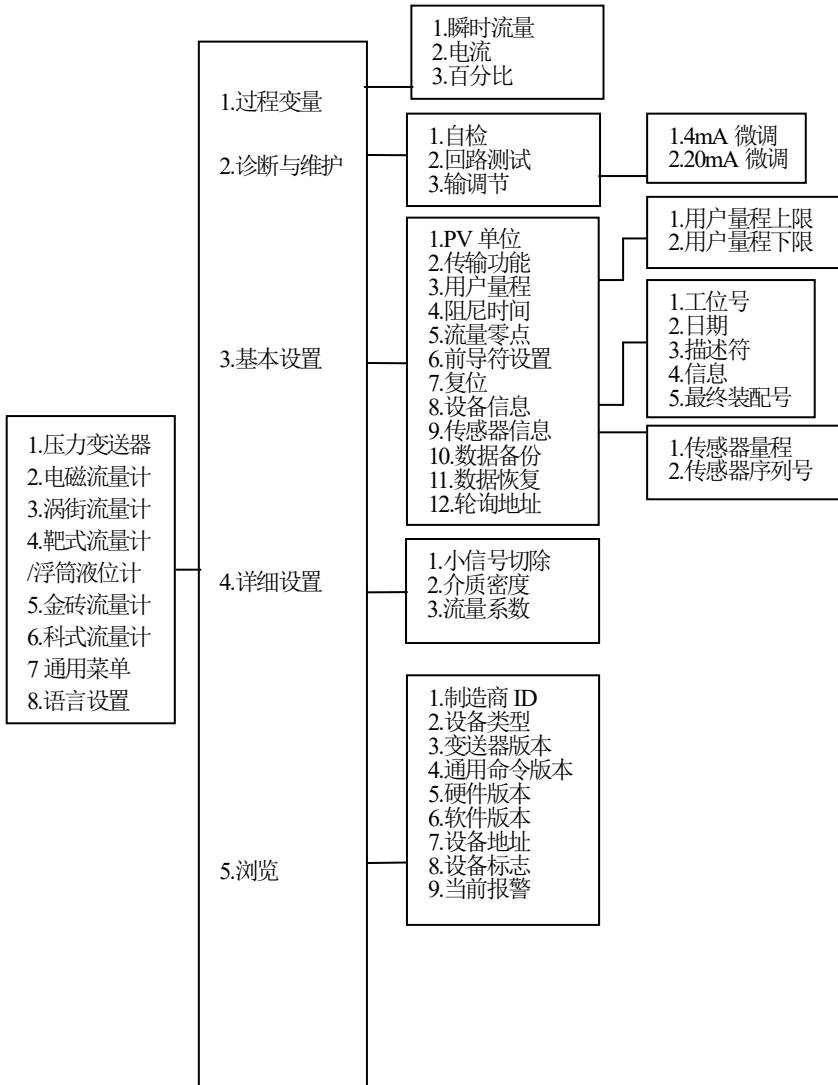 1.瞬时流量
2.电流
3.百分比
1.过程变量
2.诊断与维护
1.自检
2.回路测试
3.输调节
1.4mA 微调
2.20mA 微调
3.基本设置
1.PV 单位
2.传输功能
3.用户量程
4.阻尼时间
5.流量零点
6.前导符设置
7.复位
8.设备信息
9.传感器信息
10.数据备份
11.数据恢复
12.轮询地址
1.用户量程上限
2.用户量程下限
1.工位号
2.日期
3.描述符
4.信息
5.最终装配号
1.传感器量程
2.传感器序列号
1.压力变送器
2.电磁流量计
3.涡街流量计
4.靶式流量计
/浮筒液位计
5.金砖流量计
6.科式流量计
7 通用菜单
8.语言设置
4.详细设置
1.小信号切除
2.介质密度
3.流量系数
5.浏览
1.制造商 ID
2.设备类型
3.变送器版本
4.通用命令版本
5.硬件版本
6.软件版本
7.设备地址
8.设备标志
9.当前报警